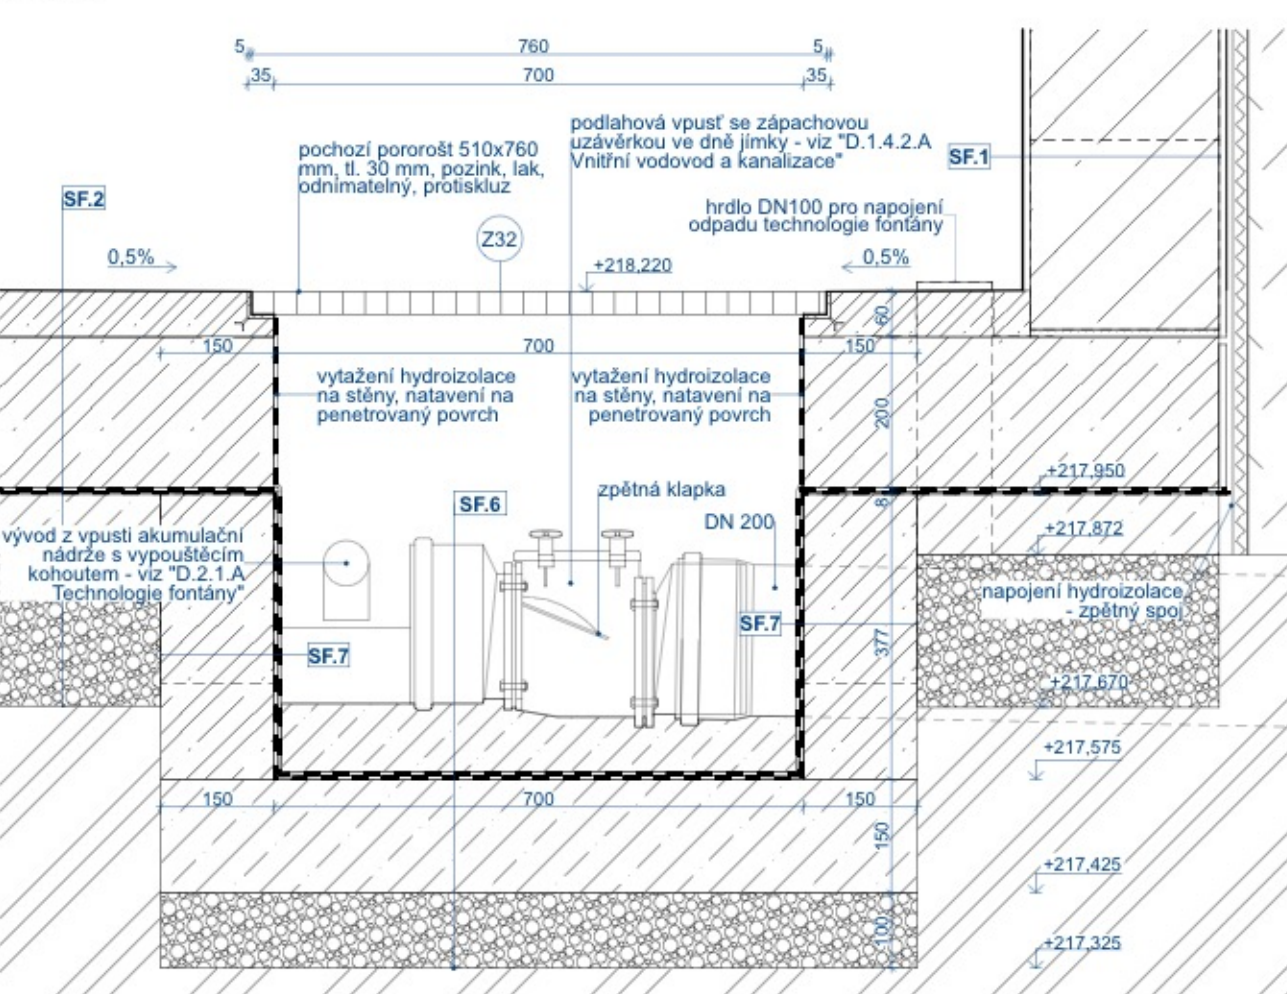 5 760 5
35 700 35
podlahová vpusť se zápachovou
uzávěrkou ve dně jímky - viz "D.1.4.2.A
Vnitřní vodovod a kanalizace"
pochozí pororošt 510x760
mm, tl. 30 mm, pozink, lak,
odnímatelný, protiskluz
SF.1
SF.2
hrdlo DN100 pro napojení
odpadu technologie fontány
Z32
0,5%
+218,220
0,5%
60
150 700 150
vytažení hydroizolace
na stěny, natavení na
penetrovaný povrch
vytažení hydroizolace
na stěny, natavení na
penetrovaný povrch
200
+217,950
zpětná klapka
SF.6
8
DN 200
+217,872
vývod z vpusti akumulační
nádrže s vypouštěcím
kohoutem - viz "D.2.1.A
Technologie fontány"
napojení hydroizolace
- zpětný spoj
SF.7
377
SF.7
+217,670
+217,575
150 700 150
150
+217,425
100
+217,325